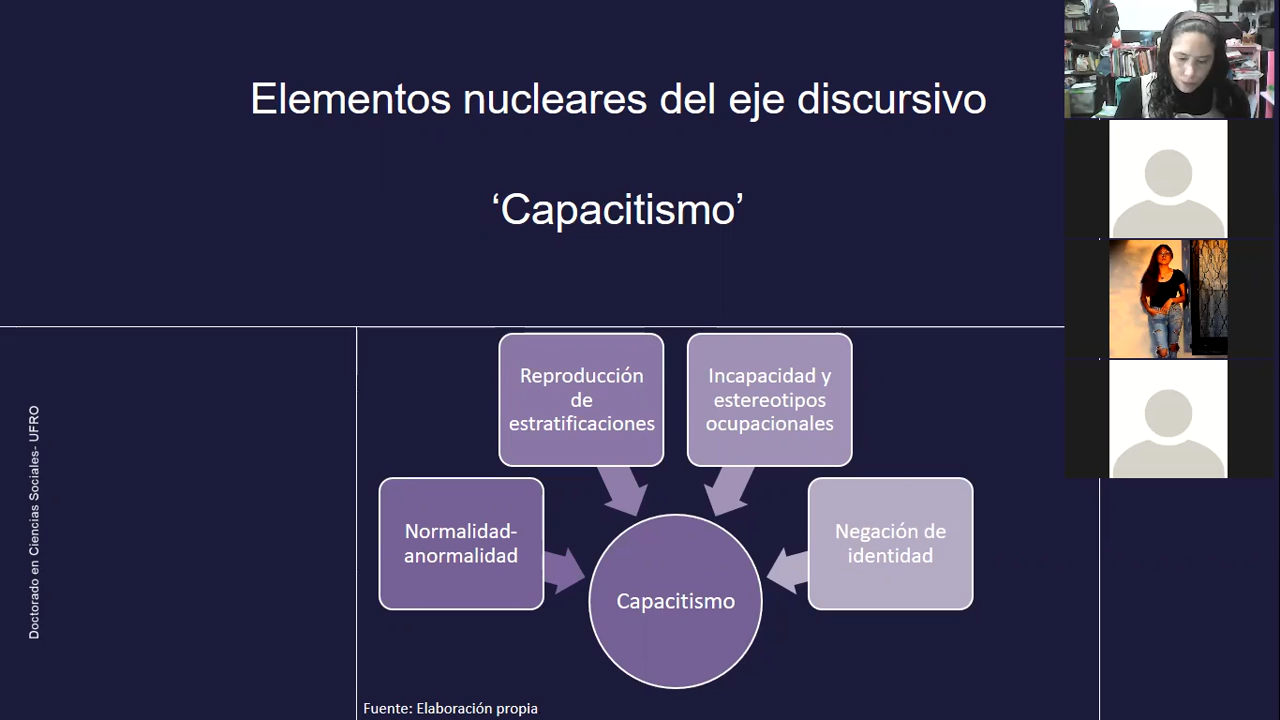 Elementos nucleares del eje discursivo
‘Capacitismo’
Doctorado en Ciencias Sociales- UFRO
Reproducción
de
estratificaciones
Incapacidad y
estereotipos
ocupacionales
Normalidad-
anormalidad
Negación de
identidad
Capacitismo
Fuente: Elaboración propia